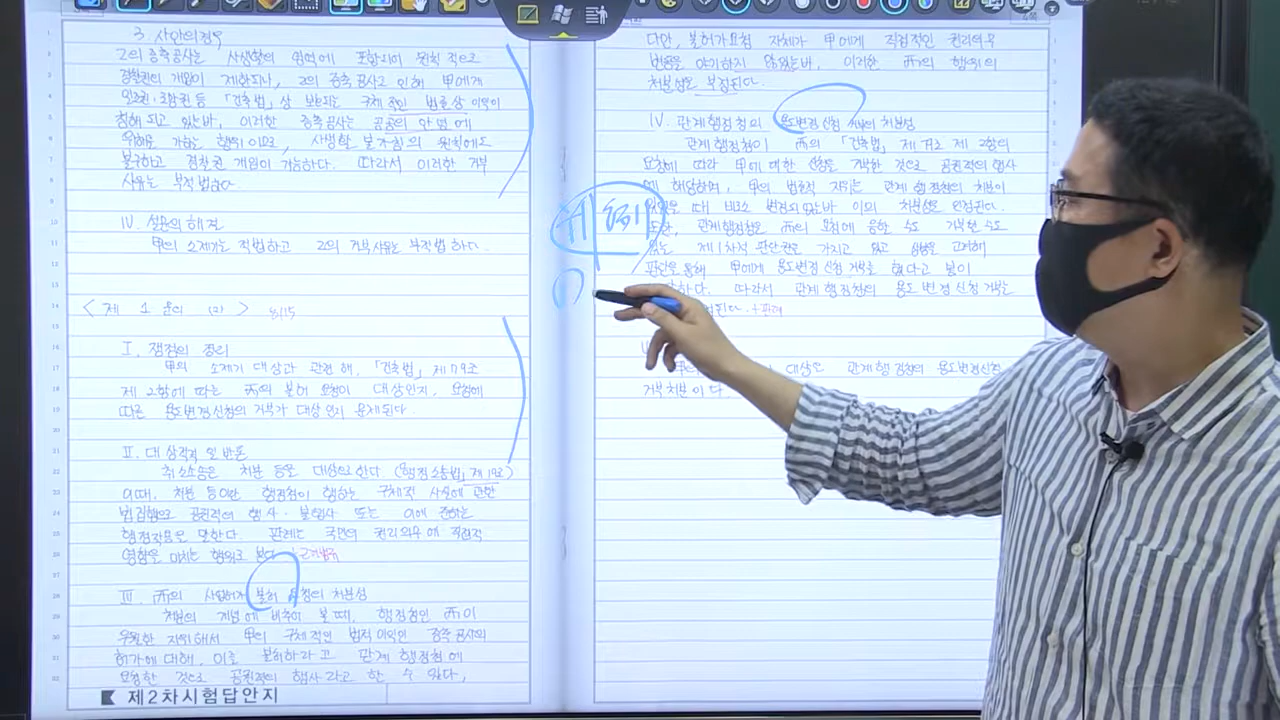 3. 사안의 경우
乙의 증축공사는 사생활의 영역에 포함되어 원칙적으로
경찰권의 개입이 제한되나, 乙의 증축공사로 인해 甲에게
일조권·조망권 등 「건축법」상 보호되는 구체적인 법률상 이익이
침해되고 있는바, 이러한 증축공사는 공공의 안녕에
위해를 가하는 행위이므로, 사생활 불가침의 원칙에도
불구하고 경찰권 개입이 가능하다. 따라서 이러한 거부
사유는 부적법하다.
IV. 설문의 해결
甲의 소제기는 적법하고 乙의 거부사유는 부적법하다.
< 제 1 문의 (2) > 8/15
I. 쟁점의 정리
甲의 소제기 대상과 관련해, 「건축법」 제79조
제2항에 따른 丙의 불허 요청이 대상인지, 요청에
따른 용도변경신청의 거부가 대상인지 문제된다.
II. 대상적격 일반론
취소소송은 처분 등을 대상으로 한다 (「행정소송법」 제19조)
이때, 처분 등이란 행정청이 행하는 구체적 사실에 관한
법집행으로 공권력의 행사·불행사 또는 이에 준하는
행정작용을 말한다. 판례는 국민의 권리의무에 직접적
영향을 미치는 행위로 본다.
III. 丙의 불허 요청의 처분성
처분의 개념에 비추어 볼 때, 행정청인 丙이
우월한 지위에서 甲의 구체적인 법적 이익인 증축공사의
허가에 대해, 이를 불허하라고 관계 행정청에
요청한 것으로 공권력의 행사라고 할 수 있다,
제2차시험답안지
다만, 불허가요청 자체가 甲에게 직접적인 권리의무
변동을 야기하지 않았는바, 이러한 丙의 행위의
처분성은 부정된다.
IV. 관계행정청의 용도변경신청 거부의 처분성
관계행정청이 丙의 「건축법」 제79조 제2항의
요청에 따라 甲에 대한 신청을 거부한 것으로 공권력의 행사
에 해당하며, 甲의 법률적 지위는 관계행정청의 처분이
있을 때 비로소 변경되었는바 이의 처분성도 인정된다.
관계행정청은 丙의 요청에 응할 수도 거부할 수도
있는 제1차적 판단권을 가지고 있고
판단을 통해 甲에게 용도변경신청 거부를 했다고 봄이
따라서 관계행정청의 용도변경신청 거부는
+판례
대상은 관계행정청의 용도변경신청
거부처분이다.